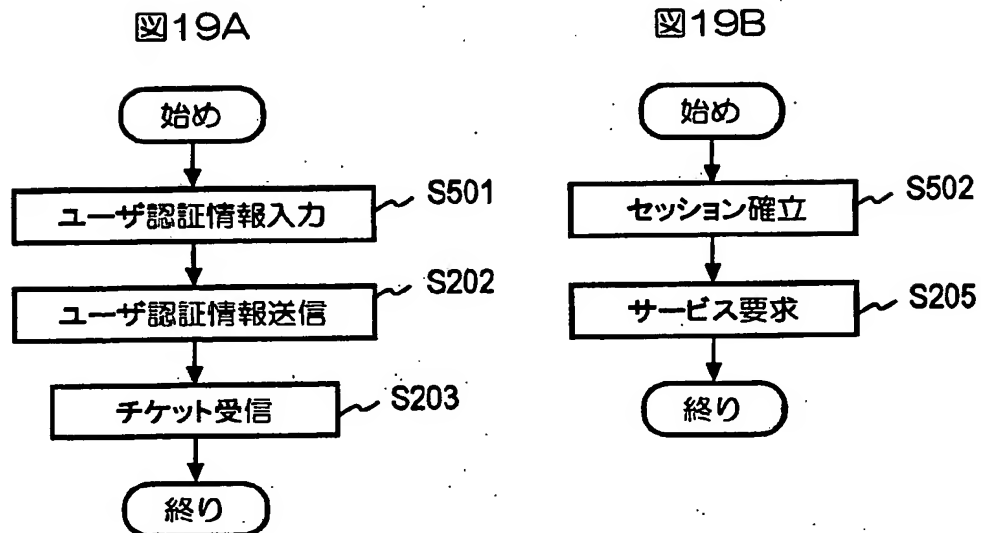 図19A
始め
ユーザ認証情報入力
S501
ユーザ認証情報送信
S202
チケット受信
S203
終り
図19B
始め
セッション確立
S502
サービス要求
S205
終り